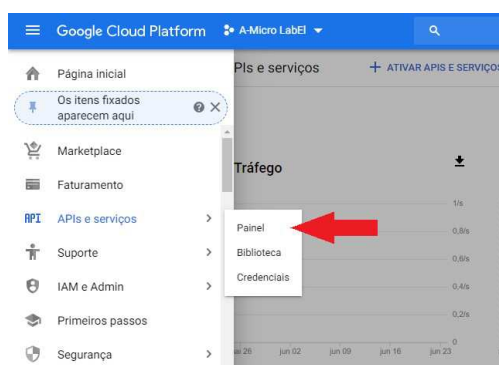 Google Cloud Platform
A-Micro LabEl
Página inicial
Os itens fixados
aparecem aqui
Marketplace
Faturamento
API APIs e serviços
Suporte
IAM e Admin
Primeiros passos
Segurança
Painel
Biblioteca
Credenciais
PIs e serviços
+ ATIVAR APIS E SERVIÇOS
Tráfego
1/s
0,8/s
0,6/s
0,4/s
0,2/s
0
26 jun 02 jun 09 jun 16 jun 23